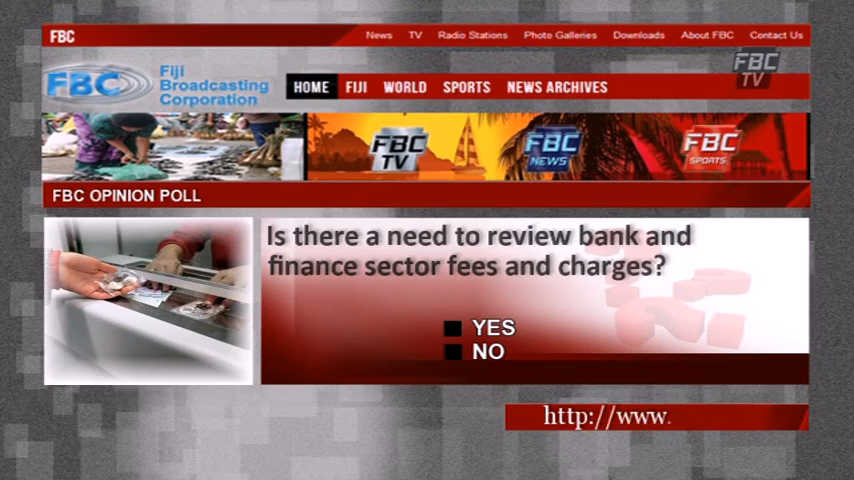 FBC
News TV Radio Stations Photo Galleries Downloads About FBC Contact Us
FBC TV
FBC
Fiji
Broadcasting
Corporation
HOME FIJI WORLD SPORTS NEWS ARCHIVES
FBC TV
FBC NEWS
FBC SPORTS
FBC OPINION POLL
Is there a need to review bank and
finance sector fees and charges?
YES
NO
http://www.